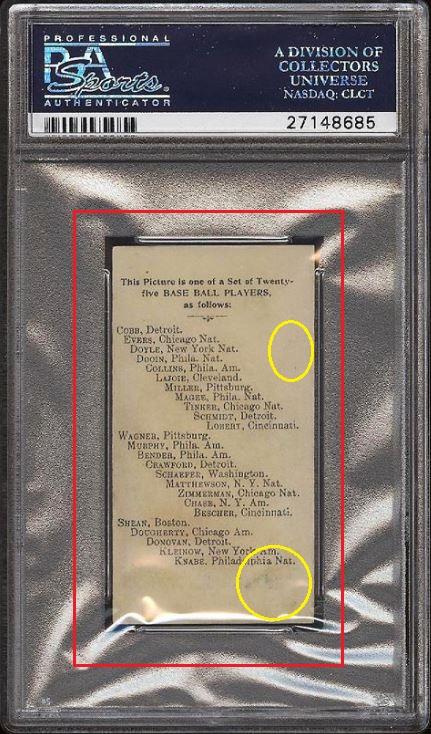 PROFESSIONAL
PSA
Sports
AUTHENTICATOR
A DIVISION OF
COLLECTORS
UNIVERSE
NASDAQ: CLCT
27148685
This Picture is one of a Set of Twenty-
five BASE BALL PLAYERS,
as follows:
COBB, Detroit.
EVERS, Chicago Nat.
DOYLE, New York Nat.
DOOIN, Phila. Nat.
COLLINS, Phila. Am.
LAJOIE, Cleveland.
MILLER, Pittsburg.
MAGEE, Phila. Nat.
TINKER, Chicago Nat.
SCHMIDT, Detroit.
LOBERT, Cincinnati.
WAGNER, Pittsburg.
MURPHY, Phila. Am.
BENDER, Phila. Am.
CRAWFORD, Detroit.
SCHAEFER, Washington.
MATTHEWSON, N. Y. Nat.
ZIMMERMAN, Chicago Nat.
CHASE, N. Y. Am.
BESCHER, Cincinnati.
SHEAN, Boston.
DOUGHERTY, Chicago Am.
DONOVAN, Detroit.
KLEINOW, New York Am.
KNABE, Philadelphia Nat.